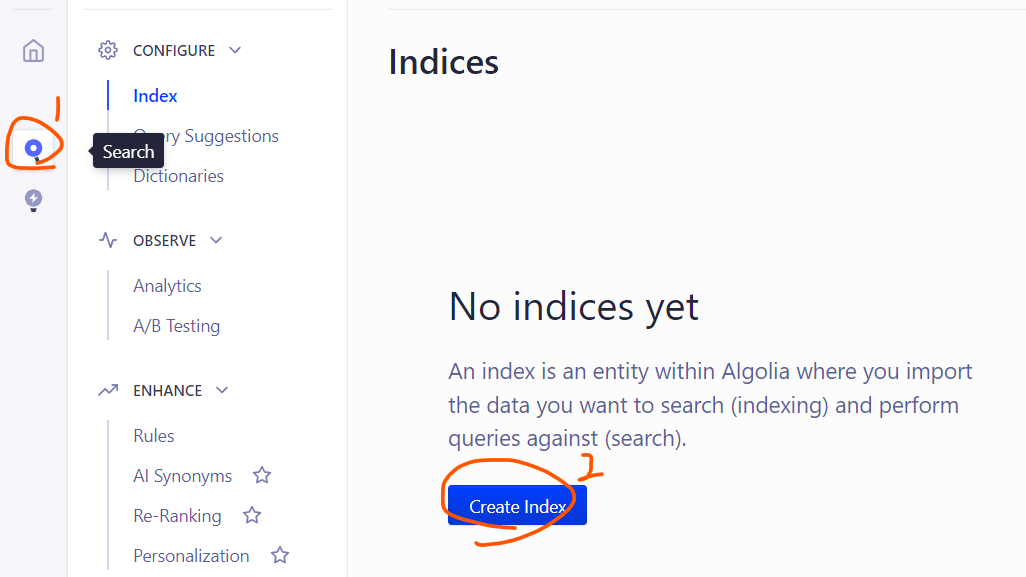 CONFIGURE
Index
Query Suggestions
Search
Dictionaries
OBSERVE
Analytics
A/B Testing
ENHANCE
Rules
AI Synonyms
Re-Ranking
Personalization
Indices
No indices yet
An index is an entity within Algolia where you import
the data you want to search (indexing) and perform
queries against (search).
Create Index
1
2